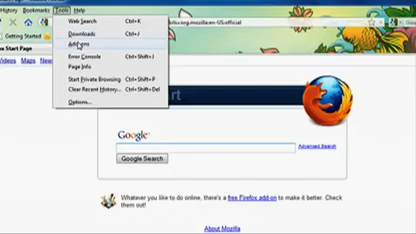 History Bookmarks Tools Help
Web Search Ctrl+K
Downloads Ctrl+J
Add-ons
Error Console Ctrl+Shift+J
Page Info
Start Private Browsing Ctrl+Shift+P
Clear Recent History... Ctrl+Shift+Del
Options...
Getting Started
Start Page
Videos Maps News
Google
Advanced Search
Google Search
Whatever you like to do online, there's a free Firefox add-on to make it better. Check
them out!
About Mozilla